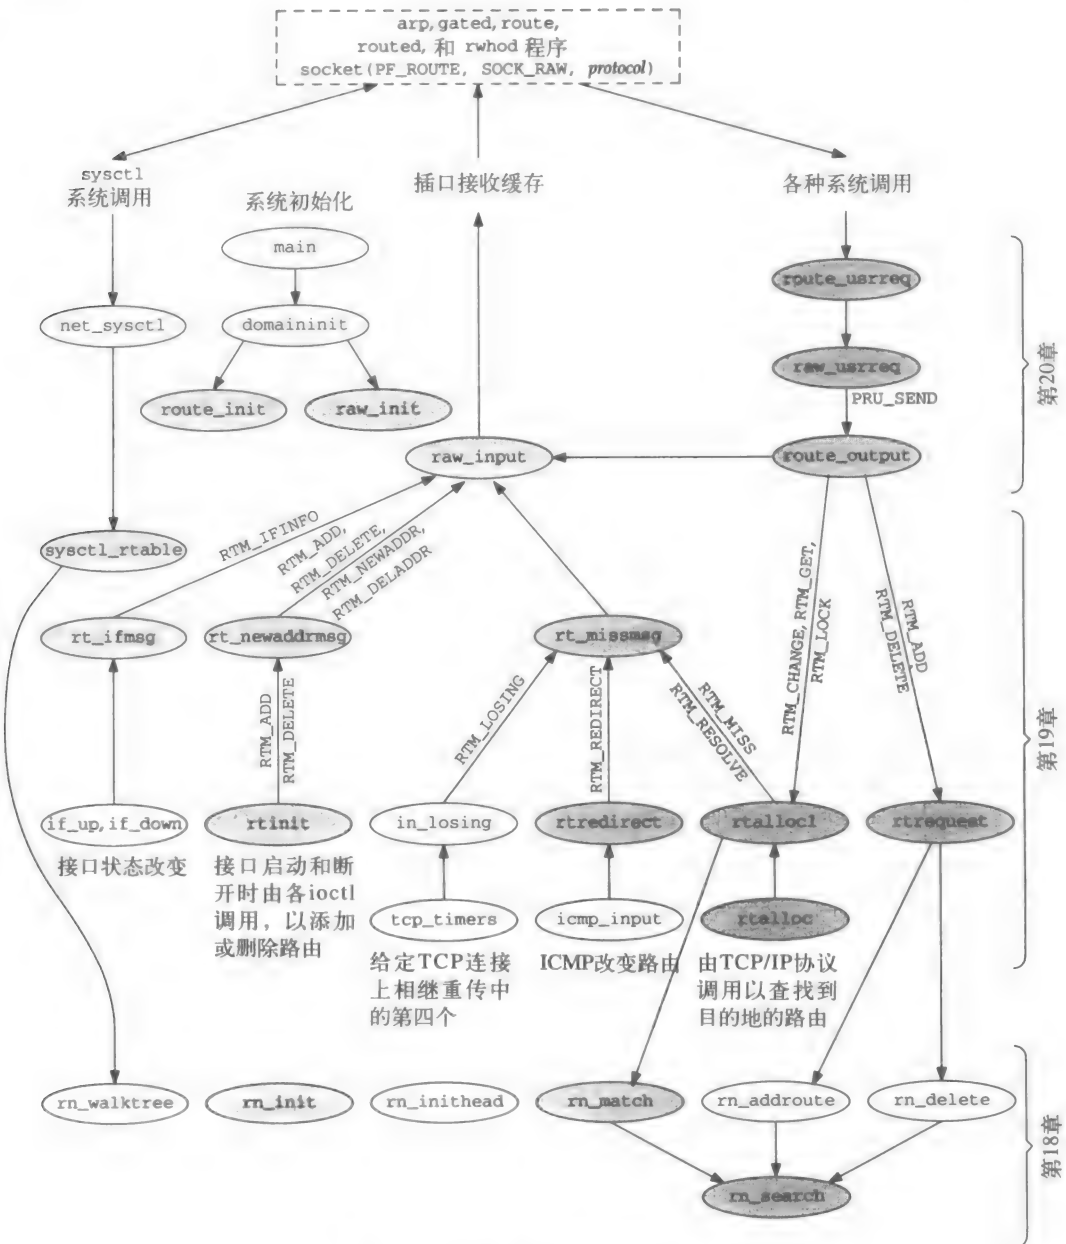 arp,gated,route,
routed, 和 rwhod 程序
socket(PF_ROUTE, SOCK_RAW, protocol)
sysctl
系统调用
系统初始化
插口接收缓存
各种系统调用
main
route_usrreq
net_sysctl
domaininit
raw_usrreq
PRU_SEND
route_init
raw_init
raw_input
route_output
第20章
sysctl_rtable
RTM_IFINFO
RTM_ADD,
RTM_DELETE,
RTM_NEWADDR,
RTM_DELADDR
rt_ifmsg
rt_newaddrmsg
rt_missmsg
RTM_CHANGE,RTM_GET,
RTM_LOCK
RTM_ADD
RTM_DELETE
RTM_ADD
RTM_DELETE
RTM_LOSING
RTM_REDIRECT
RTM_MISS
RTM_RESOLVE
第19章
if_up,if_down
rtinit
in_losing
rtredirect
rtalloc1
rtrequest
接口状态改变
接口启动和断
开时由各ioctl
调用，以添加
或删除路由
tcp_timers
icmp_input
rtalloc
给定TCP连接
上相继重传中
的第四个
ICMP改变路由
由TCP/IP协议
调用以查找到
目的地的路由
rn_walktree
rn_init
rn_inithead
rn_match
rn_addroute
rn_delete
rn_search
第18章